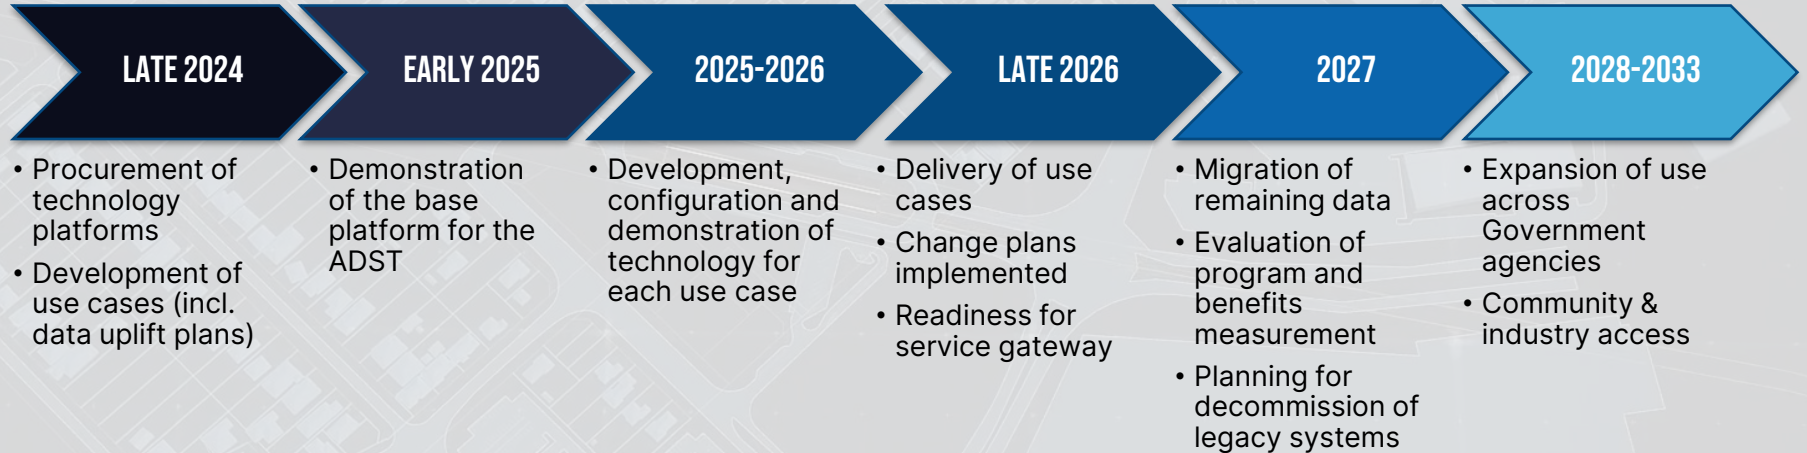 LATE 2024
EARLY 2025
2025-2026
LATE 2026
2027
2028-2033
• Procurement of
technology
platforms
• Development of
use cases (incl.
data uplift plans)
• Demonstration
of the base
platform for the
ADST
• Development,
configuration and
demonstration of
technology for
each use case
• Delivery of use
cases
• Change plans
implemented
• Readiness for
service gateway
• Migration of
remaining data
• Evaluation of
program and
benefits
measurement
• Planning for
decommission of
legacy systems
• Expansion of use
across
Government
agencies
• Community &
industry access